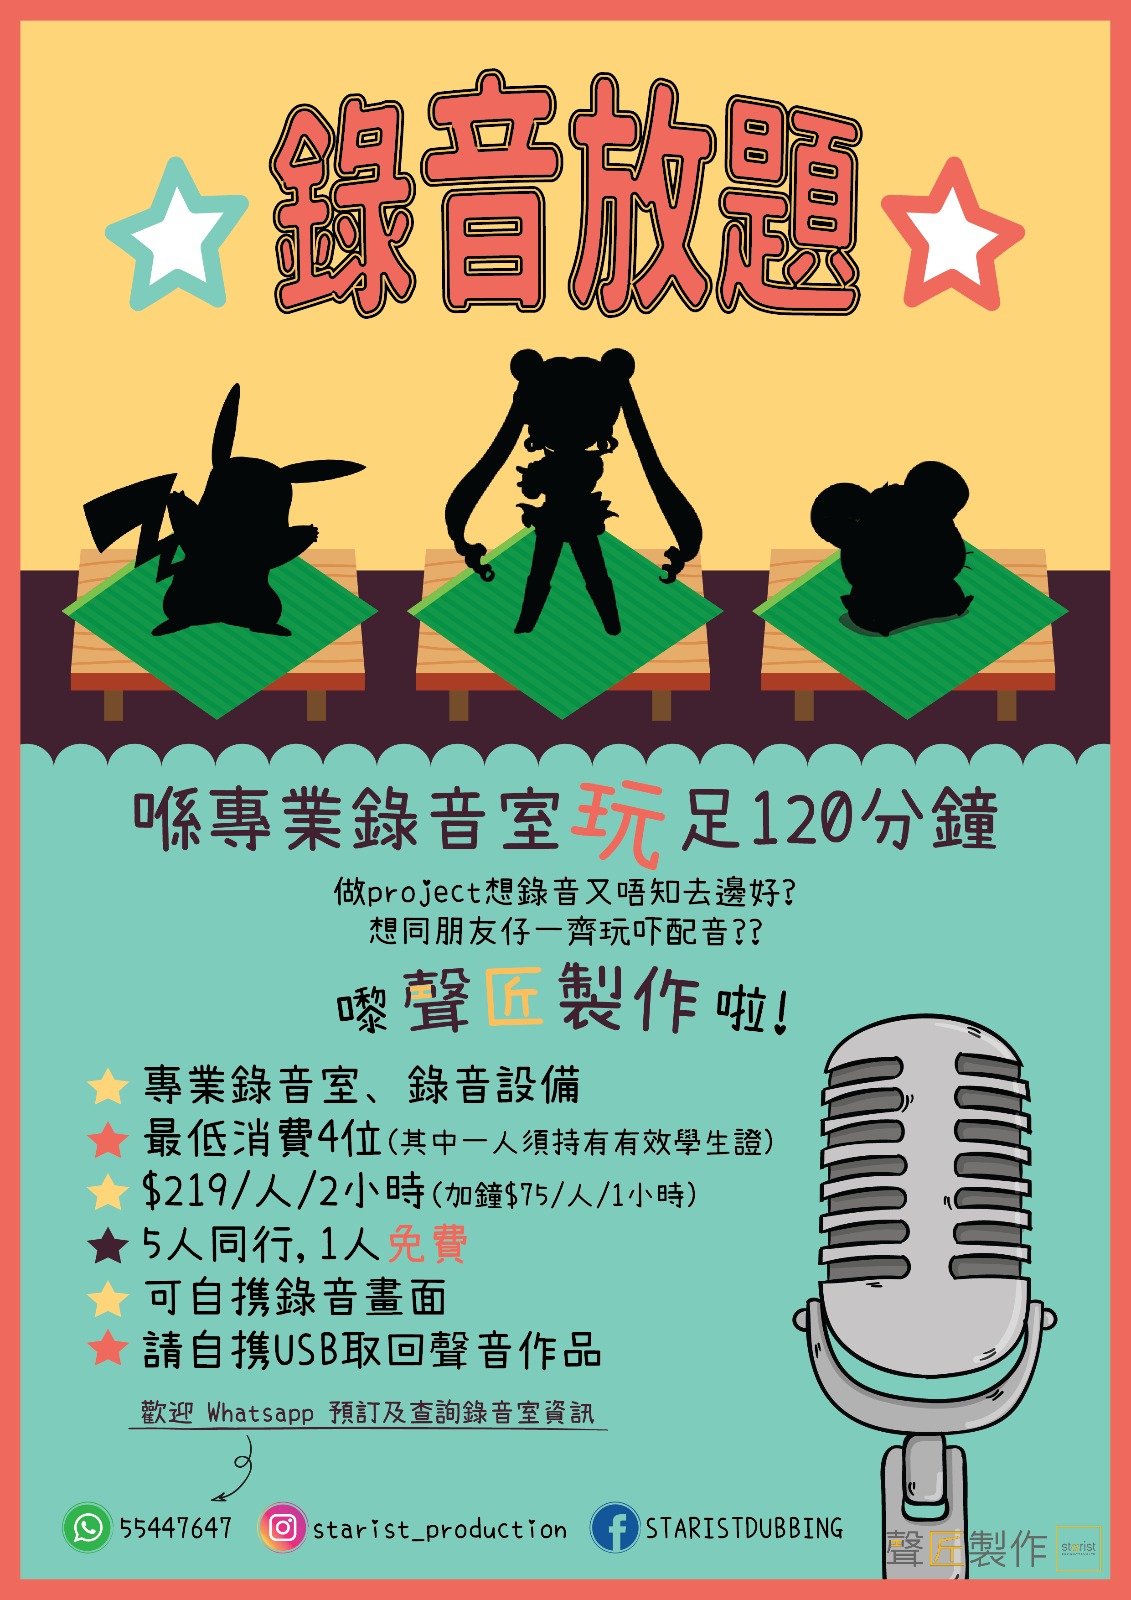 錄音放題
喺專業錄音室玩足120分鐘
做project想錄音又唔知去邊好?
想同朋友仔一齊玩吓配音??
嚟聲匠製作啦!
專業錄音室、錄音設備
最低消費4位(其中一人須持有有效學生證)
$219/人/2小時(加鐘$75/人/1小時)
5人同行, 1人免費
可自携錄音畫面
請自携USB取回聲音作品
歡迎 Whatsapp 預訂及查詢錄音室資訊
55447647 starist_production STARISTDUBBING
聲匠製作 starist